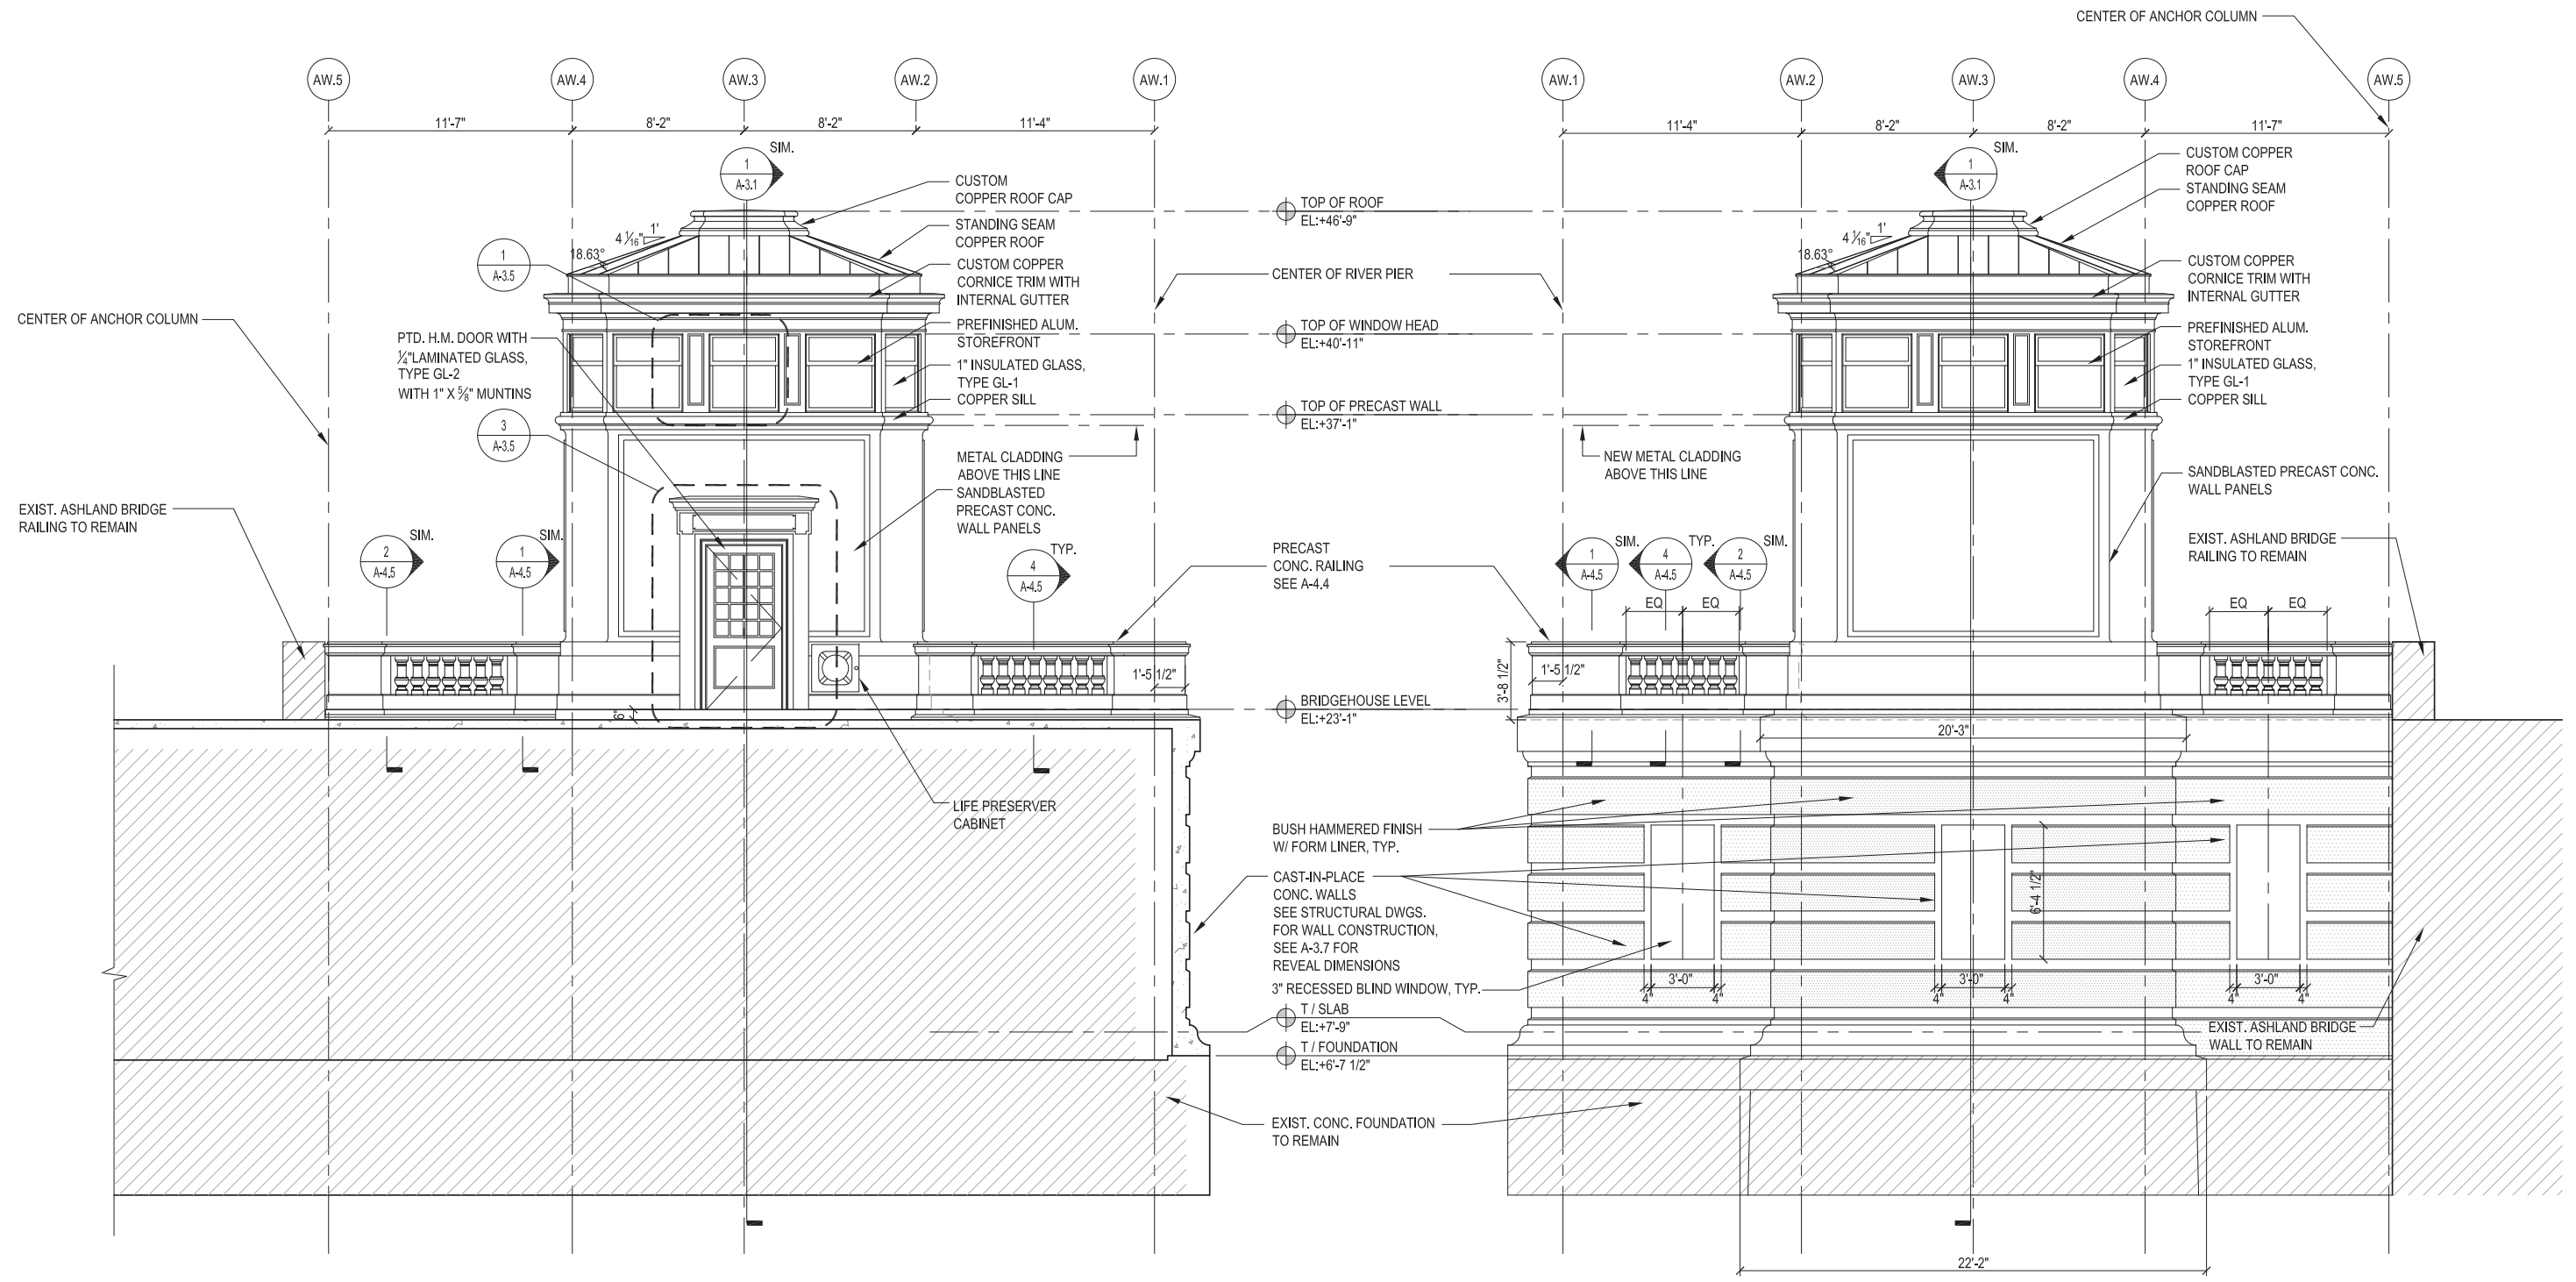 CENTER OF ANCHOR COLUMN
AW.5
AW.4
AW.3
AW.2
AW.1
AW.1
AW.2
AW.3
AW.4
AW.5
11'-7"
8'-2"
8'-2"
11'-4"
11'-4"
8'-2"
8'-2"
11'-7"
1
A-3.1
SIM.
CUSTOM
COPPER ROOF CAP
STANDING SEAM
COPPER ROOF
CUSTOM COPPER
CORNICE TRIM WITH
INTERNAL GUTTER
PREFINISHED ALUM.
STOREFRONT
1" INSULATED GLASS,
TYPE GL-1
COPPER SILL
4 1/16"
1'
18.63°
1
A-3.5
CENTER OF ANCHOR COLUMN
PTD. H.M. DOOR WITH
1/4"LAMINATED GLASS,
TYPE GL-2
WITH 1" X 5/8" MUNTINS
3
A-3.5
METAL CLADDING
ABOVE THIS LINE
SANDBLASTED
PRECAST CONC.
WALL PANELS
EXIST. ASHLAND BRIDGE
RAILING TO REMAIN
2
A-4.5
SIM.
1
A-4.5
SIM.
4
A-4.5
TYP.
1'-5 1/2"
6"
LIFE PRESERVER
CABINET
TOP OF ROOF
EL:+46'-9"
CENTER OF RIVER PIER
TOP OF WINDOW HEAD
EL:+40'-11"
TOP OF PRECAST WALL
EL:+37'-1"
PRECAST
CONC. RAILING
SEE A-4.4
BRIDGEHOUSE LEVEL
EL:+23'-1"
BUSH HAMMERED FINISH
W/ FORM LINER, TYP.
CAST-IN-PLACE
CONC. WALLS
SEE STRUCTURAL DWGS.
FOR WALL CONSTRUCTION,
SEE A-3.7 FOR
REVEAL DIMENSIONS
3" RECESSED BLIND WINDOW, TYP.
T / SLAB
EL:+7'-9"
T / FOUNDATION
EL:+6'-7 1/2"
EXIST. CONC. FOUNDATION
TO REMAIN
1
A-3.1
SIM.
4 1/16"
1'
18.63°
CUSTOM COPPER
ROOF CAP
STANDING SEAM
COPPER ROOF
CUSTOM COPPER
CORNICE TRIM WITH
INTERNAL GUTTER
PREFINISHED ALUM.
STOREFRONT
1" INSULATED GLASS,
TYPE GL-1
COPPER SILL
NEW METAL CLADDING
ABOVE THIS LINE
SANDBLASTED PRECAST CONC.
WALL PANELS
EXIST. ASHLAND BRIDGE
RAILING TO REMAIN
1
A-4.5
SIM.
4
A-4.5
TYP.
2
A-4.5
SIM.
EQ
EQ
EQ
EQ
3'-8 1/2"
1'-5 1/2"
20'-3"
6'-4 1/2"
3'-0"
4"
4"
3'-0"
4"
4"
3'-0"
4"
4"
EXIST. ASHLAND BRIDGE
WALL TO REMAIN
22'-2"